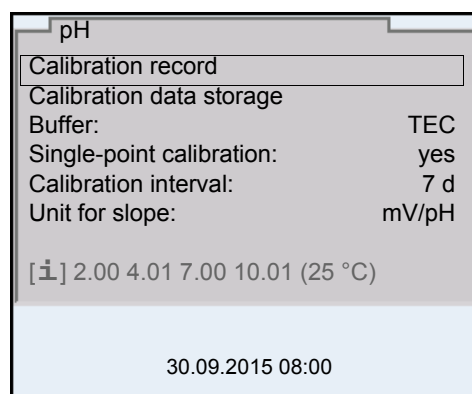 pH
Calibration record
Calibration data storage
Buffer: TEC
Single-point calibration: yes
Calibration interval: 7 d
Unit for slope: mV/pH
[i] 2.00 4.01 7.00 10.01 (25 °C)
30.09.2015 08:00